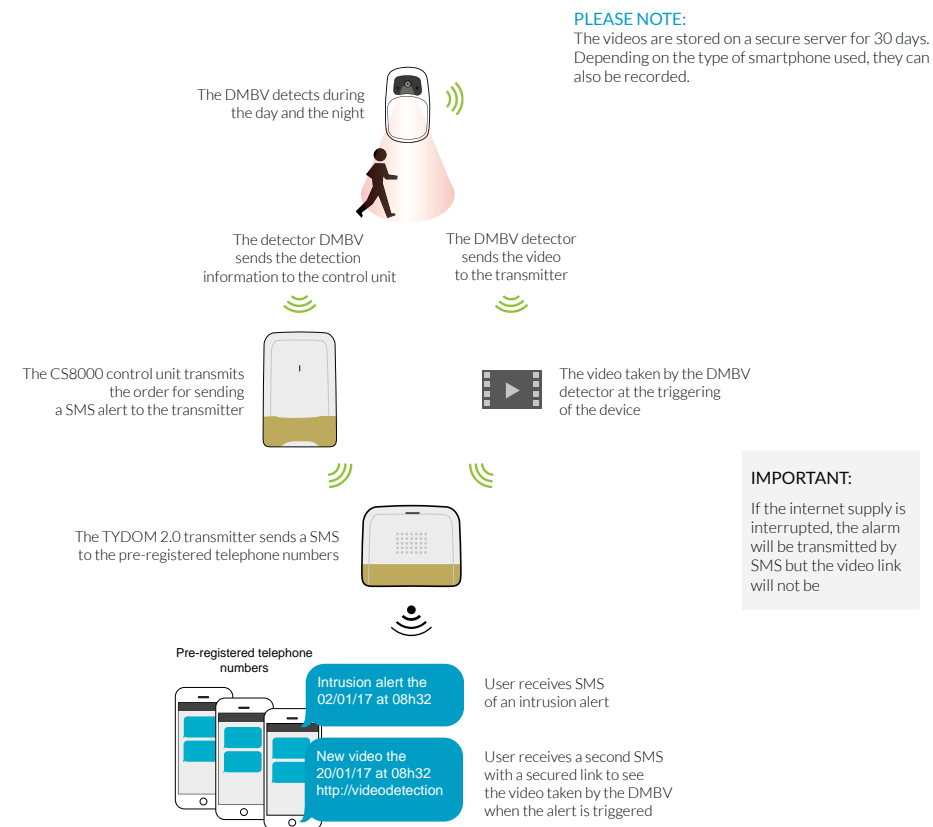 PLEASE NOTE:
The videos are stored on a secure server for 30 days.
Depending on the type of smartphone used, they can
also be recorded.
The DMBV detects during
the day and the night
The detector DMBV
sends the detection
information to the control unit
The DMBV detector
sends the video
to the transmitter
The CS8000 control unit transmits
the order for sending
a SMS alert to the transmitter
The video taken by the DMBV
detector at the triggering
of the device
IMPORTANT:
If the internet supply is
interrupted, the alarm
will be transmitted by
SMS but the video link
will not be
The TYDOM 2.0 transmitter sends a SMS
to the pre-registered telephone numbers
Pre-registered telephone
numbers
Intrusion alert the
02/01/17 at 08h32
User receives SMS
of an intrusion alert
New video the
20/01/17 at 08h32
http://videodetection
User receives a second SMS
with a secured link to see
the video taken by the DMBV
when the alert is triggered